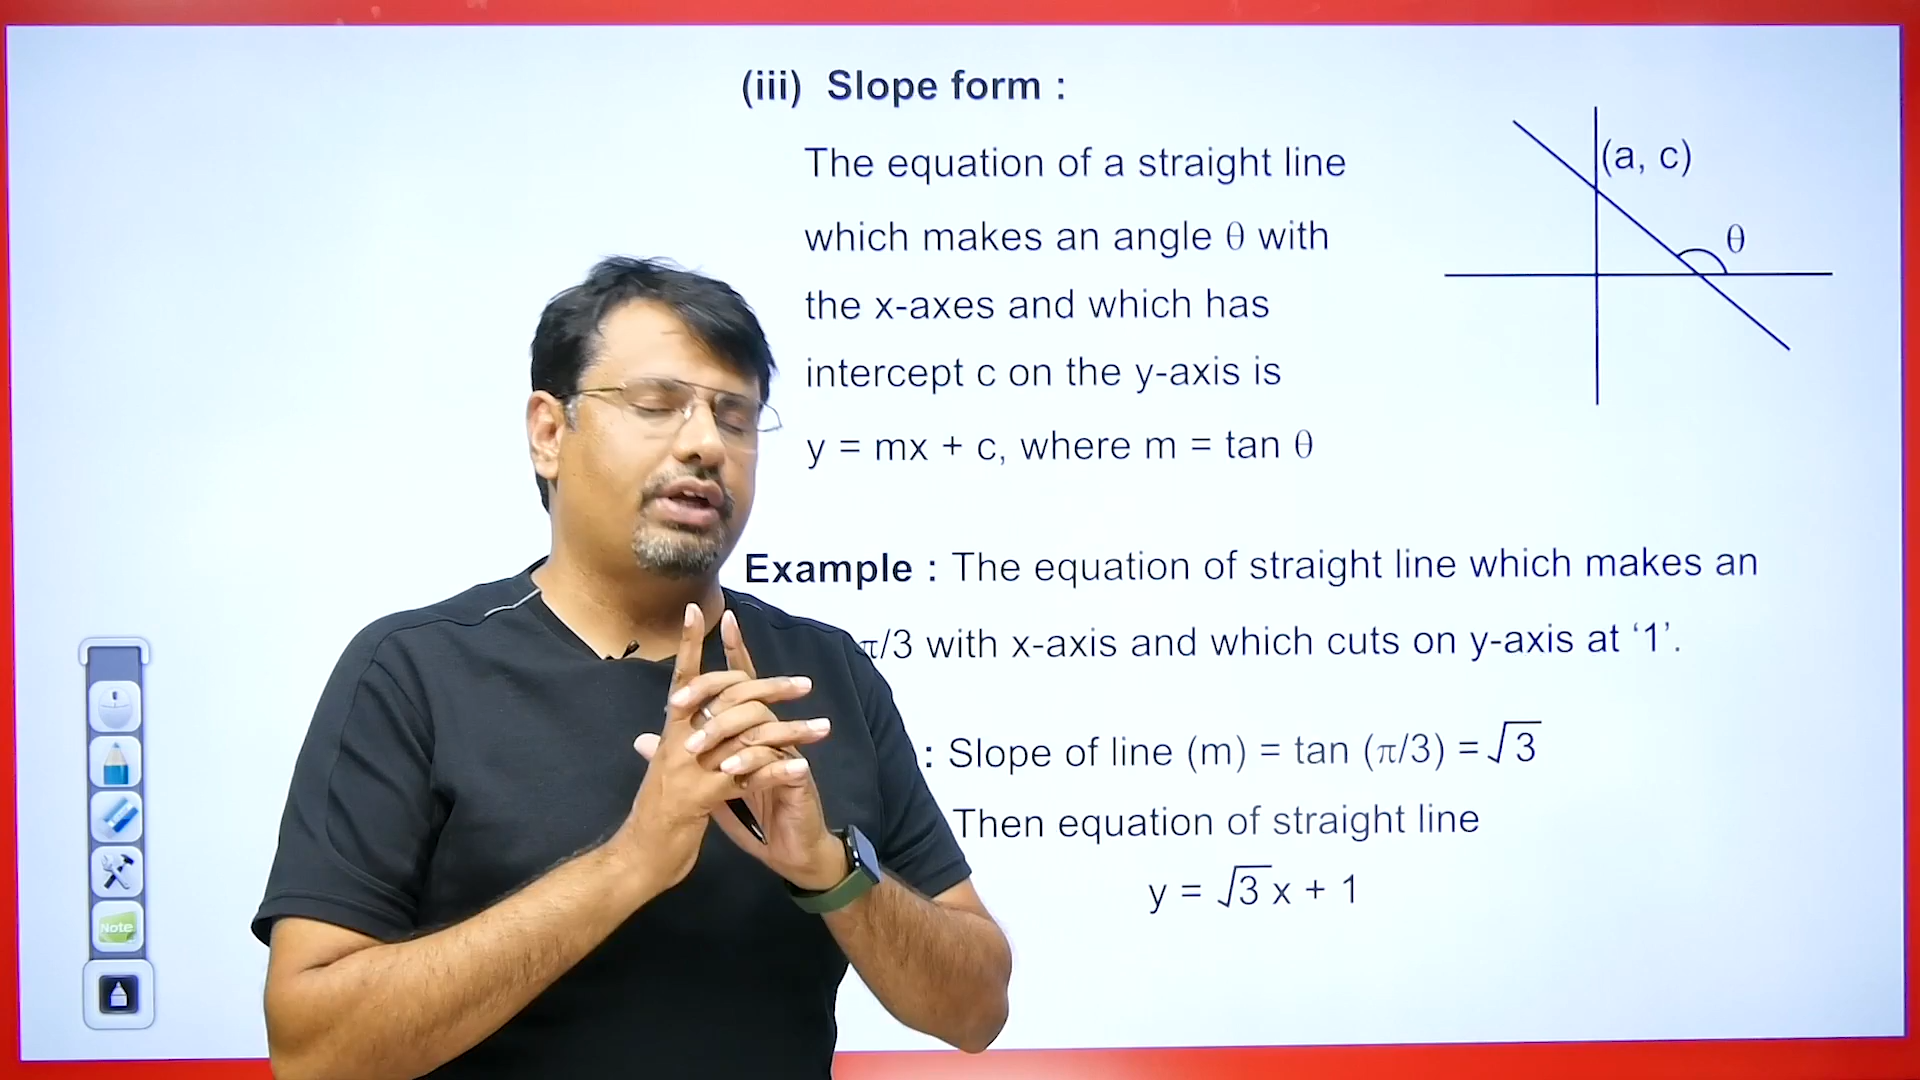 (iii) Slope form :
The equation of a straight line
which makes an angle θ with
the x-axes and which has
intercept c on the y-axis is
y = mx + c, where m = tan θ
(a, c)
θ
Example : The equation of straight line which makes an
π/3 with x-axis and which cuts on y-axis at ‘1’.
: Slope of line (m) = tan (π/3) = √3
Then equation of straight line
y = √3 x + 1
Note